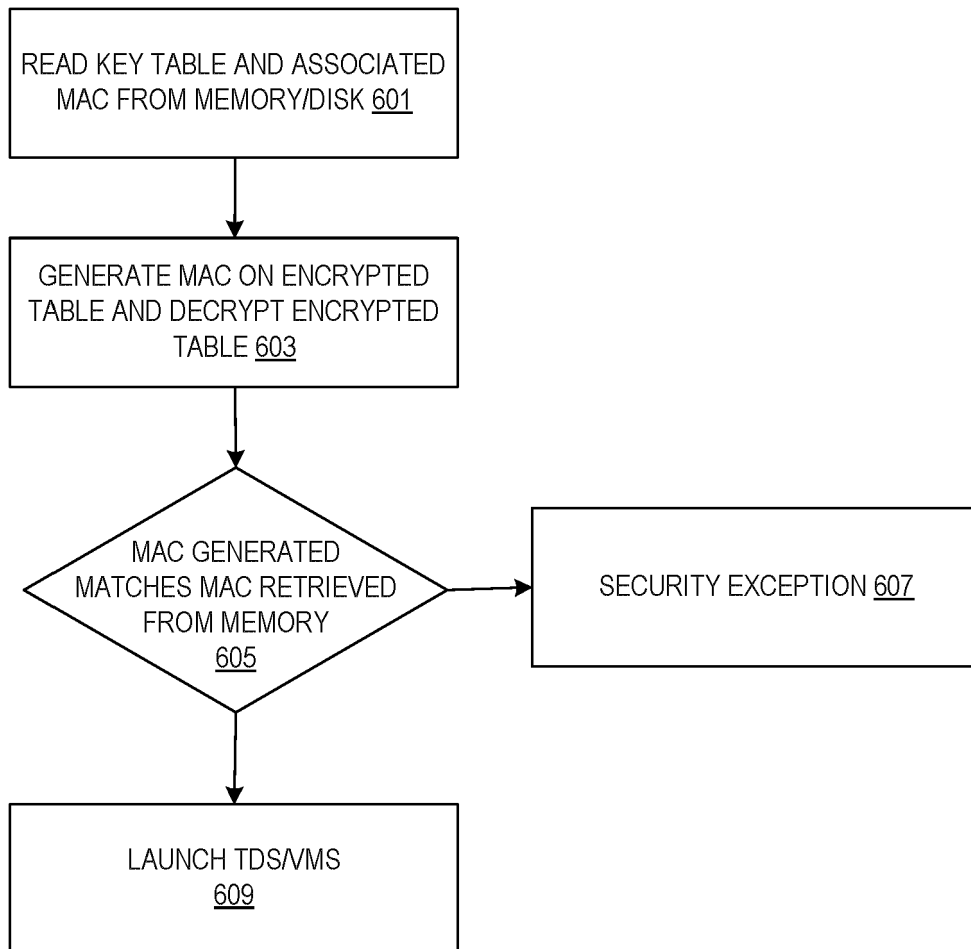 READ KEY TABLE AND ASSOCIATED
MAC FROM MEMORY/DISK 601
GENERATE MAC ON ENCRYPTED
TABLE AND DECRYPT ENCRYPTED
TABLE 603
MAC GENERATED
MATCHES MAC RETRIEVED
FROM MEMORY
605
SECURITY EXCEPTION 607
LAUNCH TDS/VMS
609